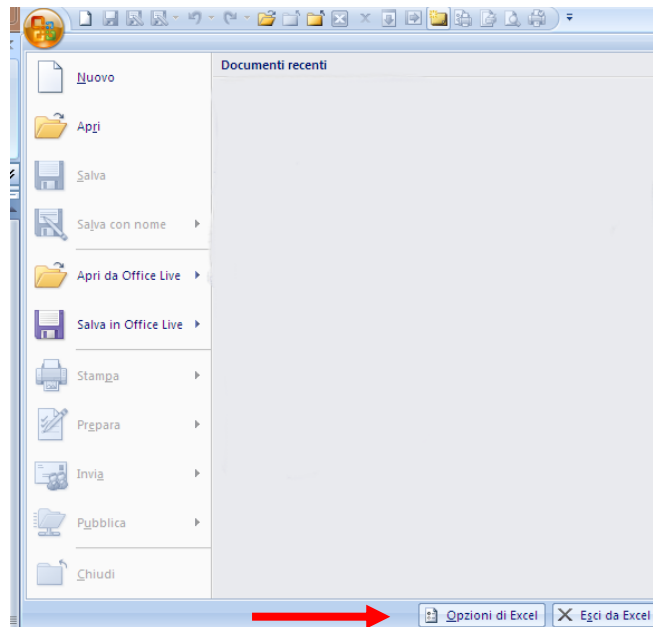 Documenti recenti
Nuovo
Apri
Salva
Salva con nome
Apri da Office Live
Salva in Office Live
Stampa
Prepara
Invia
Pubblica
Chiudi
Opzioni di Excel
Esci da Excel